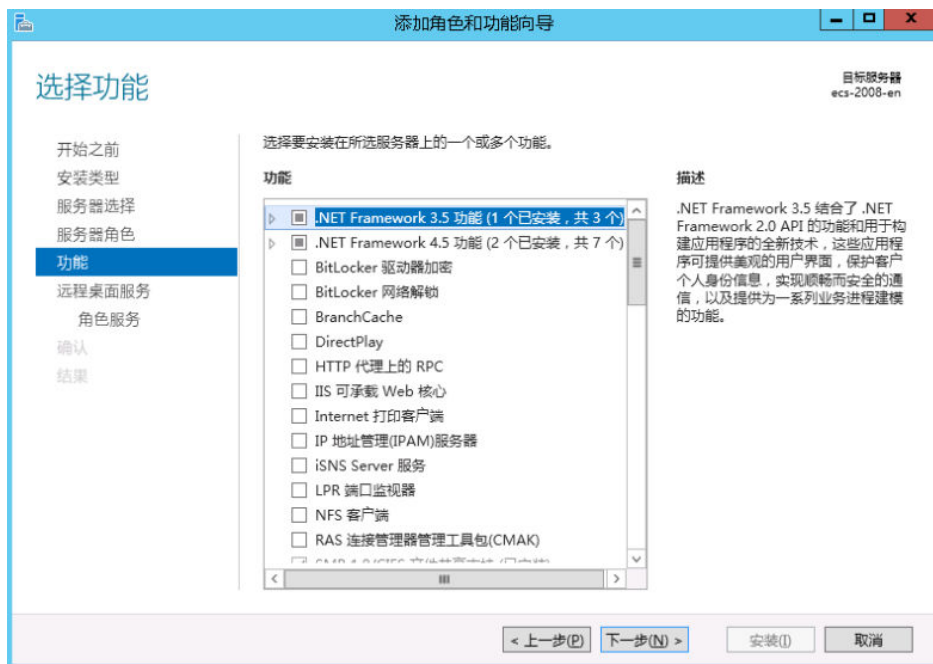 添加角色和功能向导
选择功能
目标服务器
ecs-2008-en
开始之前
安装类型
服务器选择
服务器角色
功能
远程桌面服务
角色服务
确认
结果
选择要安装在所选服务器上的一个或多个功能。
功能
.NET Framework 3.5 功能 (1 个已安装，共 3 个)
.NET Framework 4.5 功能 (2 个已安装，共 7 个)
BitLocker 驱动器加密
BitLocker 网络解锁
BranchCache
DirectPlay
HTTP 代理上的 RPC
IIS 可承载 Web 核心
Internet 打印客户端
IP 地址管理(IPAM)服务器
iSNS Server 服务
LPR 端口监视器
NFS 客户端
RAS 连接管理器管理工具包(CMAK)
描述
.NET Framework 3.5 结合了 .NET
Framework 2.0 API 的功能和用于构
建应用程序的全新技术，这些应用程
序可提供美观的用户界面，保护客户
个人身份信息，实现顺畅而安全的通
信，以及提供为一系列业务进程建模
的功能。
< 上一步(P)
下一步(N) >
安装(I)
取消